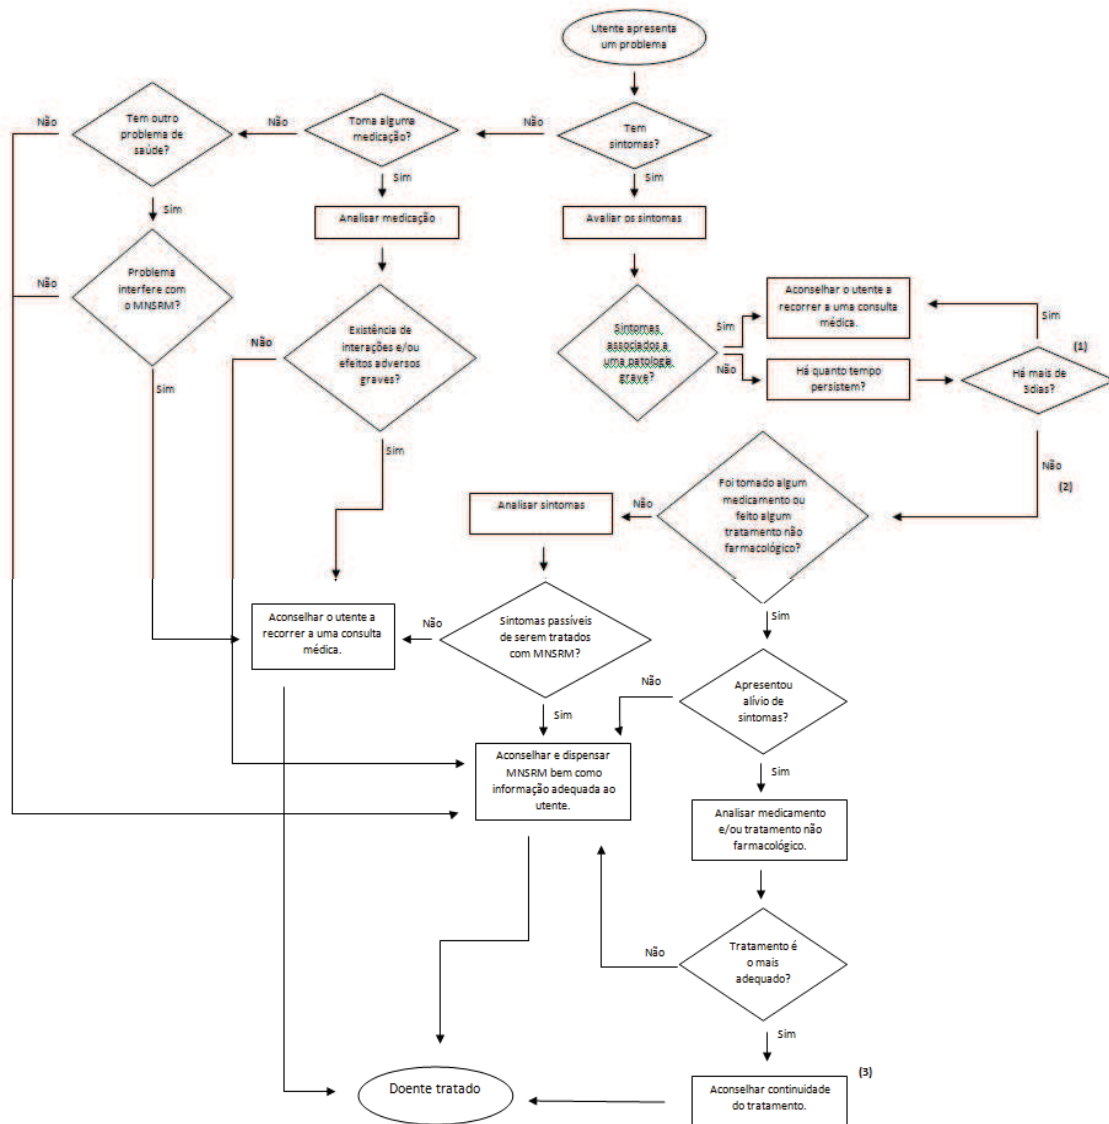 Utente apresenta
um problema
Não
Tem outro
problema de
saúde?
Não
Toma alguma
medicação?
Não
Tem
sintomas?
Sim
Sim
Sim
Analisar medicação
Avaliar os sintomas
Não
Problema
interfere com
o MNSRM?
Sim
Não
Existência de
interações e/ou
efeitos adversos
graves?
Sim
Sintomas
associados a
uma patologia
grave?
Sim
Não
Aconselhar o utente a
recorrer a uma consulta
médica.
Há quanto tempo
persistem?
Sim
(1)
Há mais de
3dias?
Não
(2)
Foi tomado algum
medicamento ou
feito algum
tratamento não
farmacológico?
Não
Analisar sintomas
Sim
Aconselhar o utente a
recorrer a uma consulta
médica.
Não
Sintomas passíveis
de serem tratados
com MNSRM?
Sim
Não
Apresentou
alívio de
sintomas?
Sim
Aconselhar e dispensar
MNSRM bem como
informação adequada ao
utente.
Analisar medicamento
e/ou tratamento não
farmacológico.
Não
Tratamento é
o mais
adequado?
Sim
(3)
Doente tratado
Aconselhar continuidade
do tratamento.